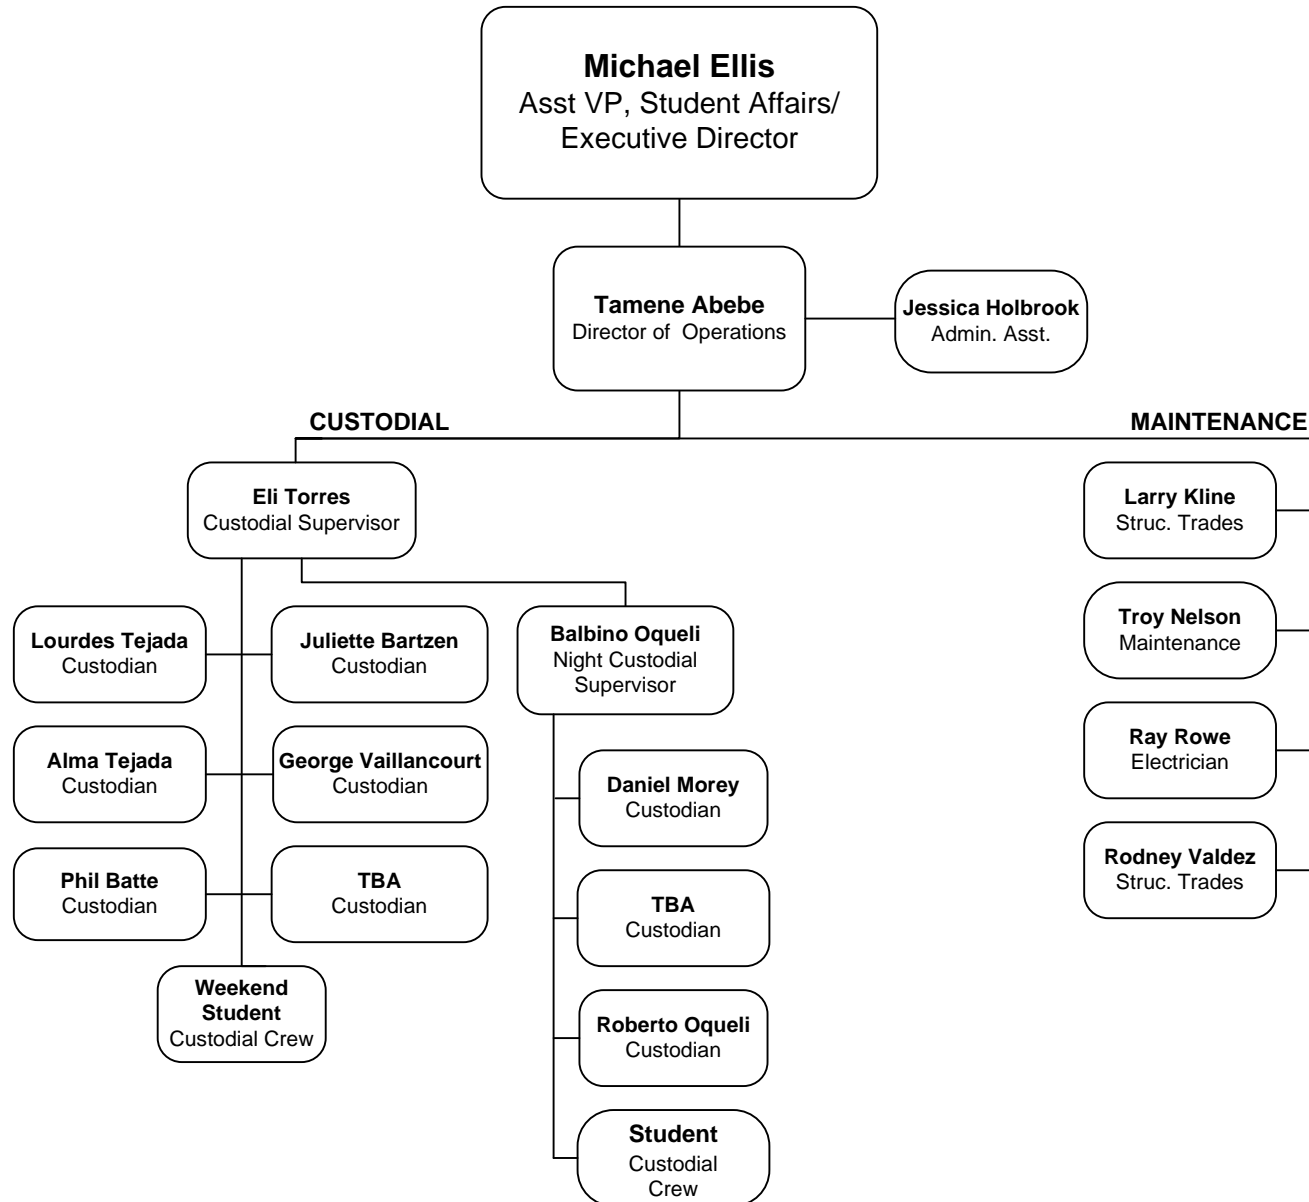 Michael Ellis
Asst VP, Student Affairs/
Executive Director
Tamene Abebe
Director of Operations
Jessica Holbrook
Admin. Asst.
CUSTODIAL
MAINTENANCE
Eli Torres
Custodial Supervisor
Lourdes Tejada
Custodian
Juliette Bartzen
Custodian
Alma Tejada
Custodian
George Vaillancourt
Custodian
Phil Batte
Custodian
TBA
Custodian
Weekend
Student
Custodial Crew
Balbino Oqueli
Night Custodial
Supervisor
Daniel Morey
Custodian
TBA
Custodian
Roberto Oqueli
Custodian
Student
Custodial
Crew
Larry Kline
Struc. Trades
Troy Nelson
Maintenance
Ray Rowe
Electrician
Rodney Valdez
Struc. Trades